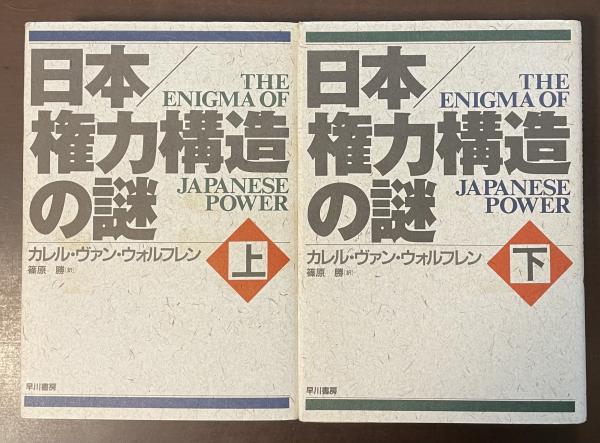 日本/
権力構造
の謎
THE
ENIGMA OF
JAPANESE
POWER
カレル・ヴァン・ウォルフレン
篠原 勝(訳)
上
早川書房
日本/
権力構造
の謎
THE
ENIGMA OF
JAPANESE
POWER
カレル・ヴァン・ウォルフレン
篠原 勝(訳)
下
早川書房